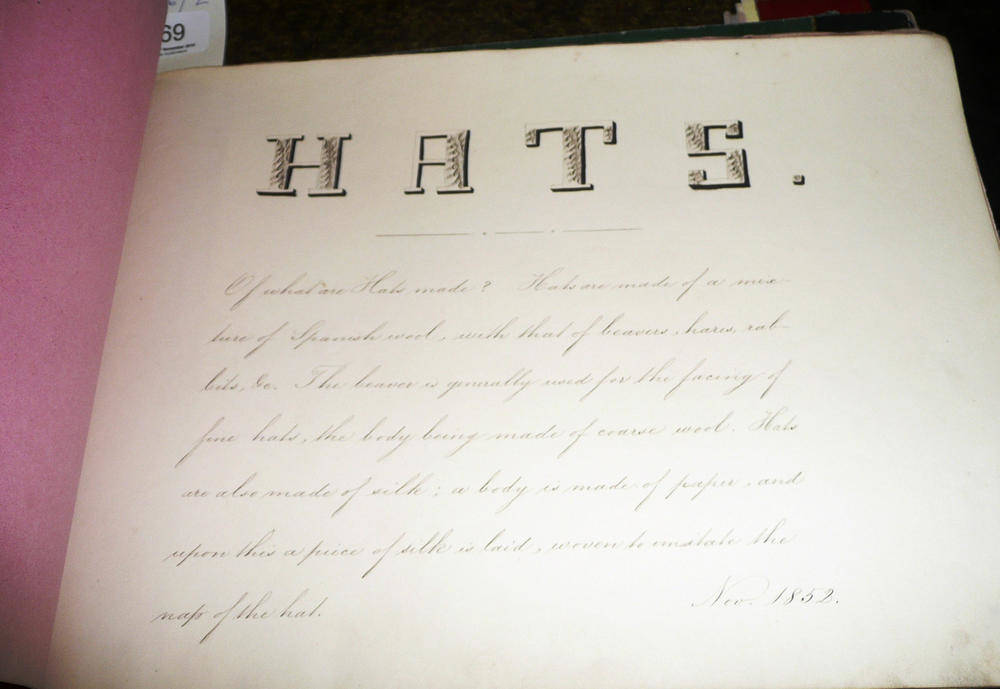 69
HATS.
Of what are Hats made? Hats are made of a mix-
ture of Spanish wool, with that of beavers, hares, rab-
bits, &c. The beaver is generally used for the facing of
fine hats, the body being made of coarse wool. Hats
are also made of silk; a body is made of paper, and
upon this a piece of silk is laid, woven to imitate the
nap of the hat.
Nov. 1852.